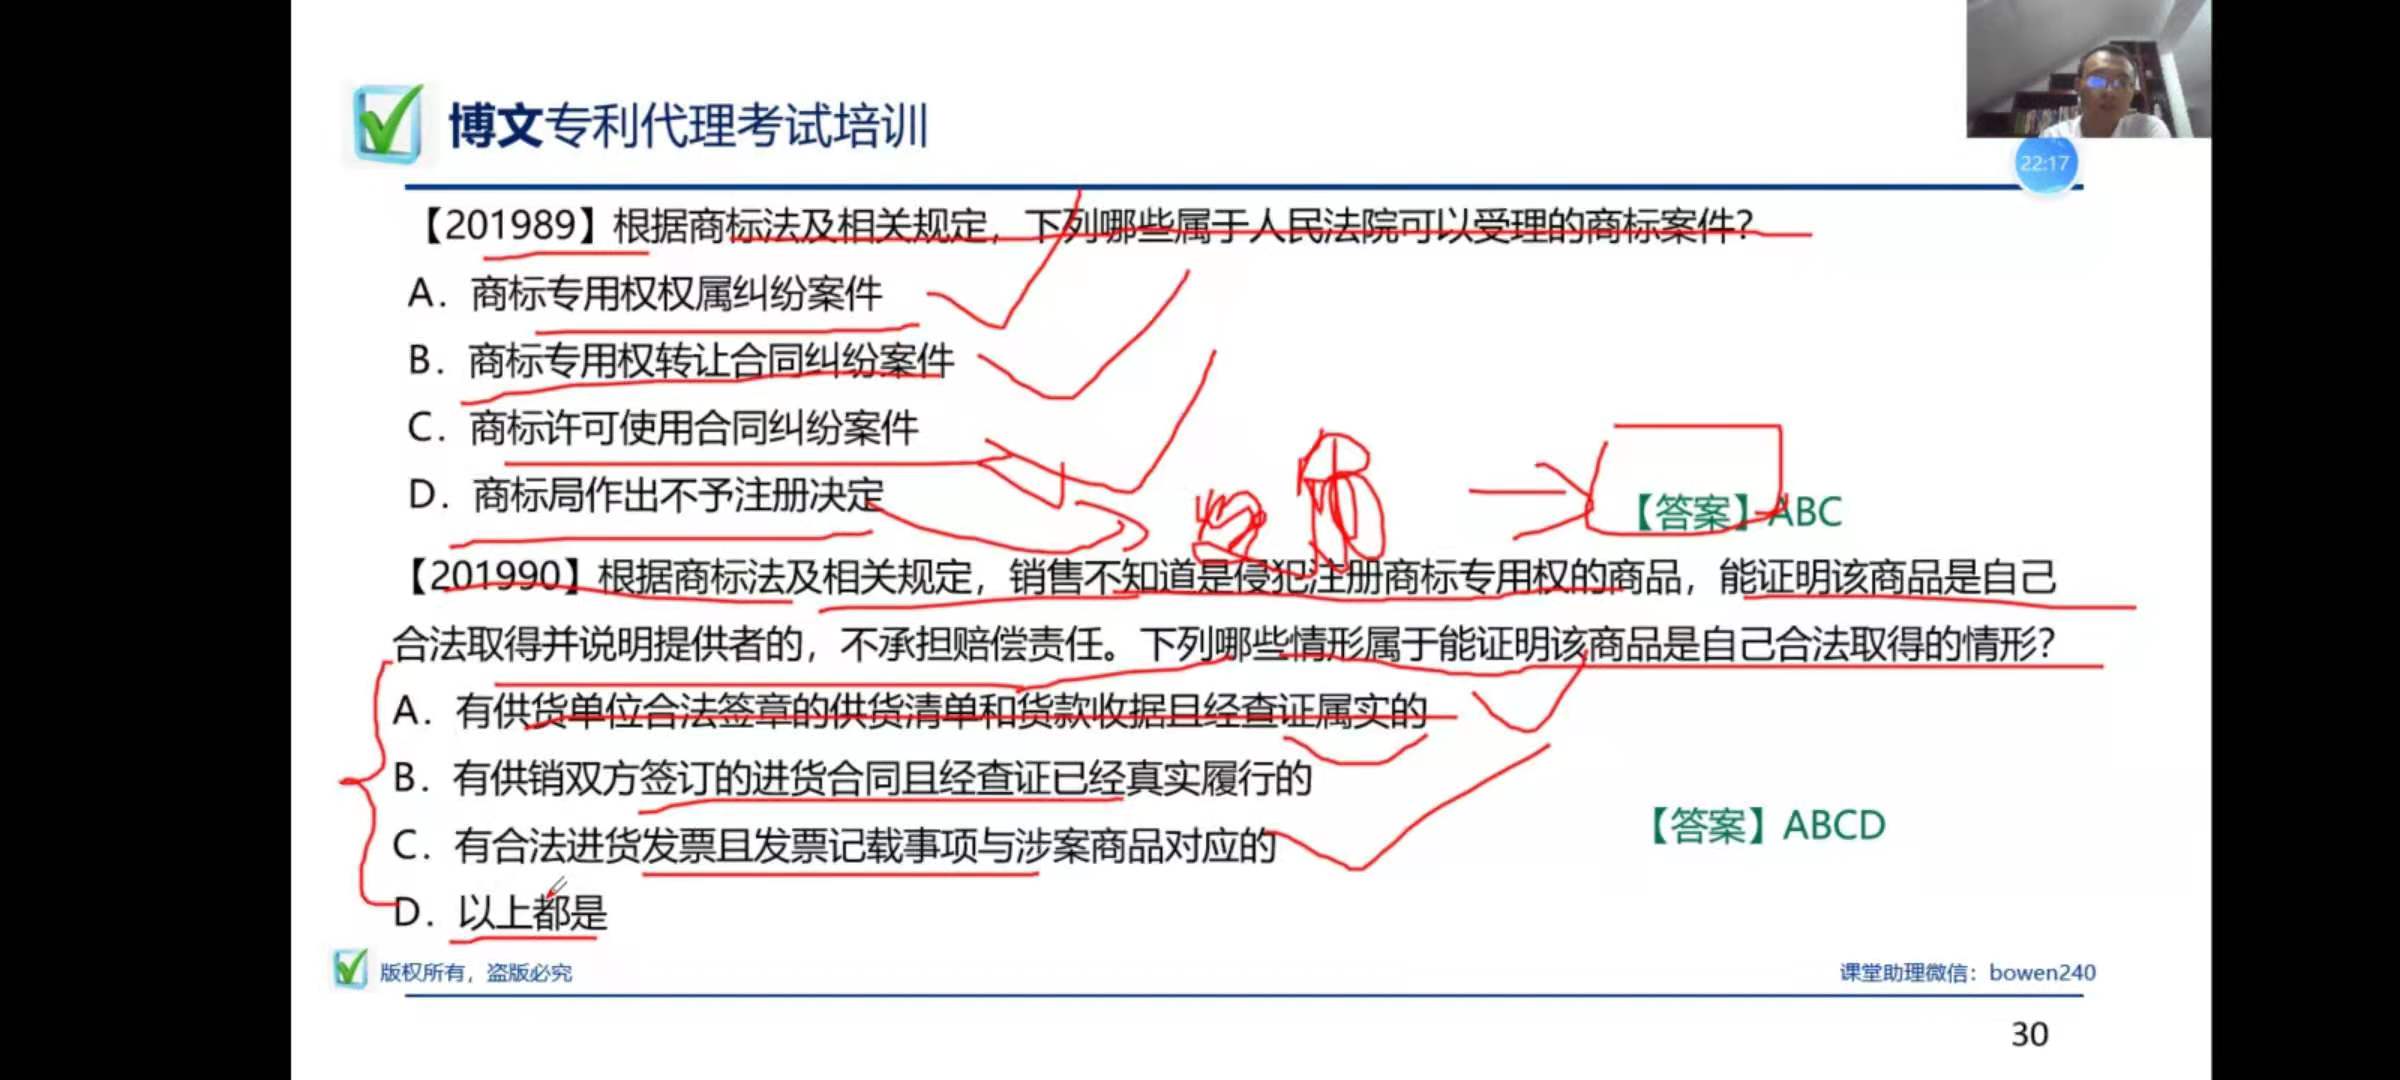 博文专利代理考试培训
22:17
【201989】根据商标法及相关规定，下列哪些属于人民法院可以受理的商标案件？
A．商标专用权权属纠纷案件
B．商标专用权转让合同纠纷案件
C．商标许可使用合同纠纷案件
D．商标局作出不予注册决定
【答案】ABC
【201990】根据商标法及相关规定，销售不知道是侵犯注册商标专用权的商品，能证明该商品是自己
合法取得并说明提供者的，不承担赔偿责任。下列哪些情形属于能证明该商品是自己合法取得的情形？
A．有供货单位合法签章的供货清单和货款收据且经查证属实的
B．有供销双方签订的进货合同且经查证已经真实履行的
C．有合法进货发票且发票记载事项与涉案商品对应的
D．以上都是
【答案】ABCD
版权所有，盗版必究
课堂助理微信：bowen240
30